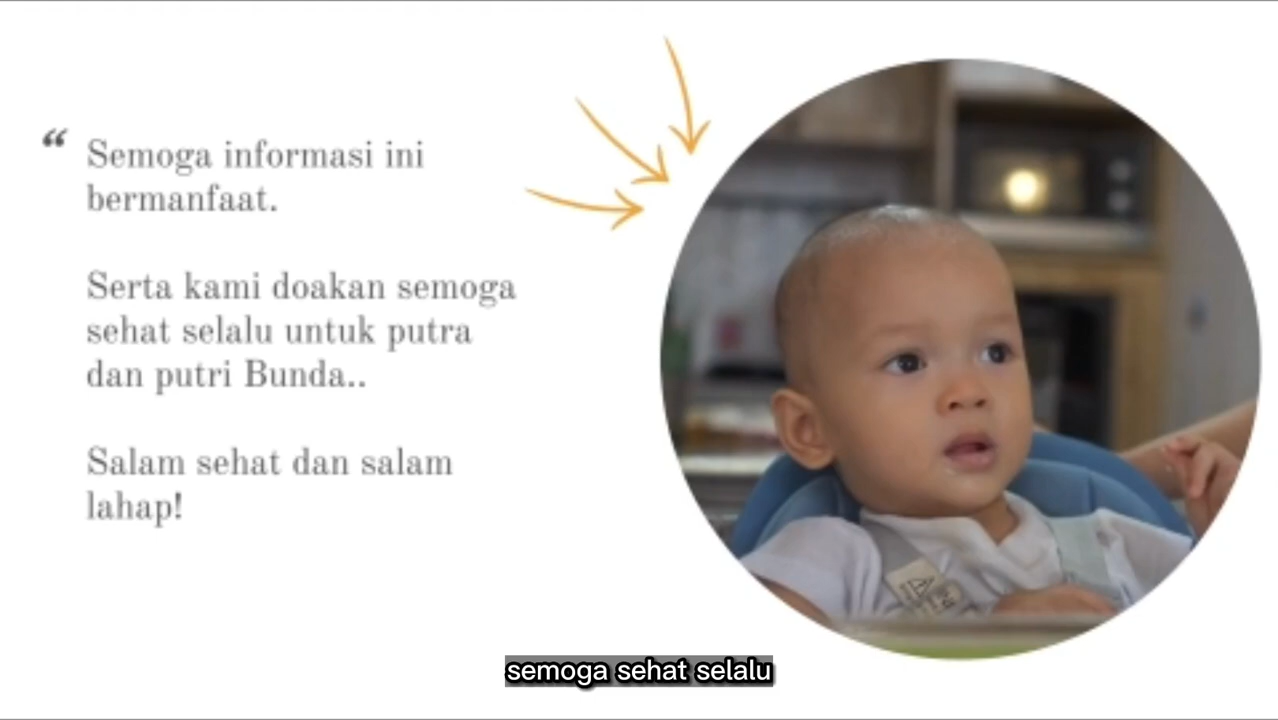 “ Semoga informasi ini
bermanfaat.
Serta kami doakan semoga
sehat selalu untuk putra
dan putri Bunda..
Salam sehat dan salam
lahap!
semoga sehat selalu